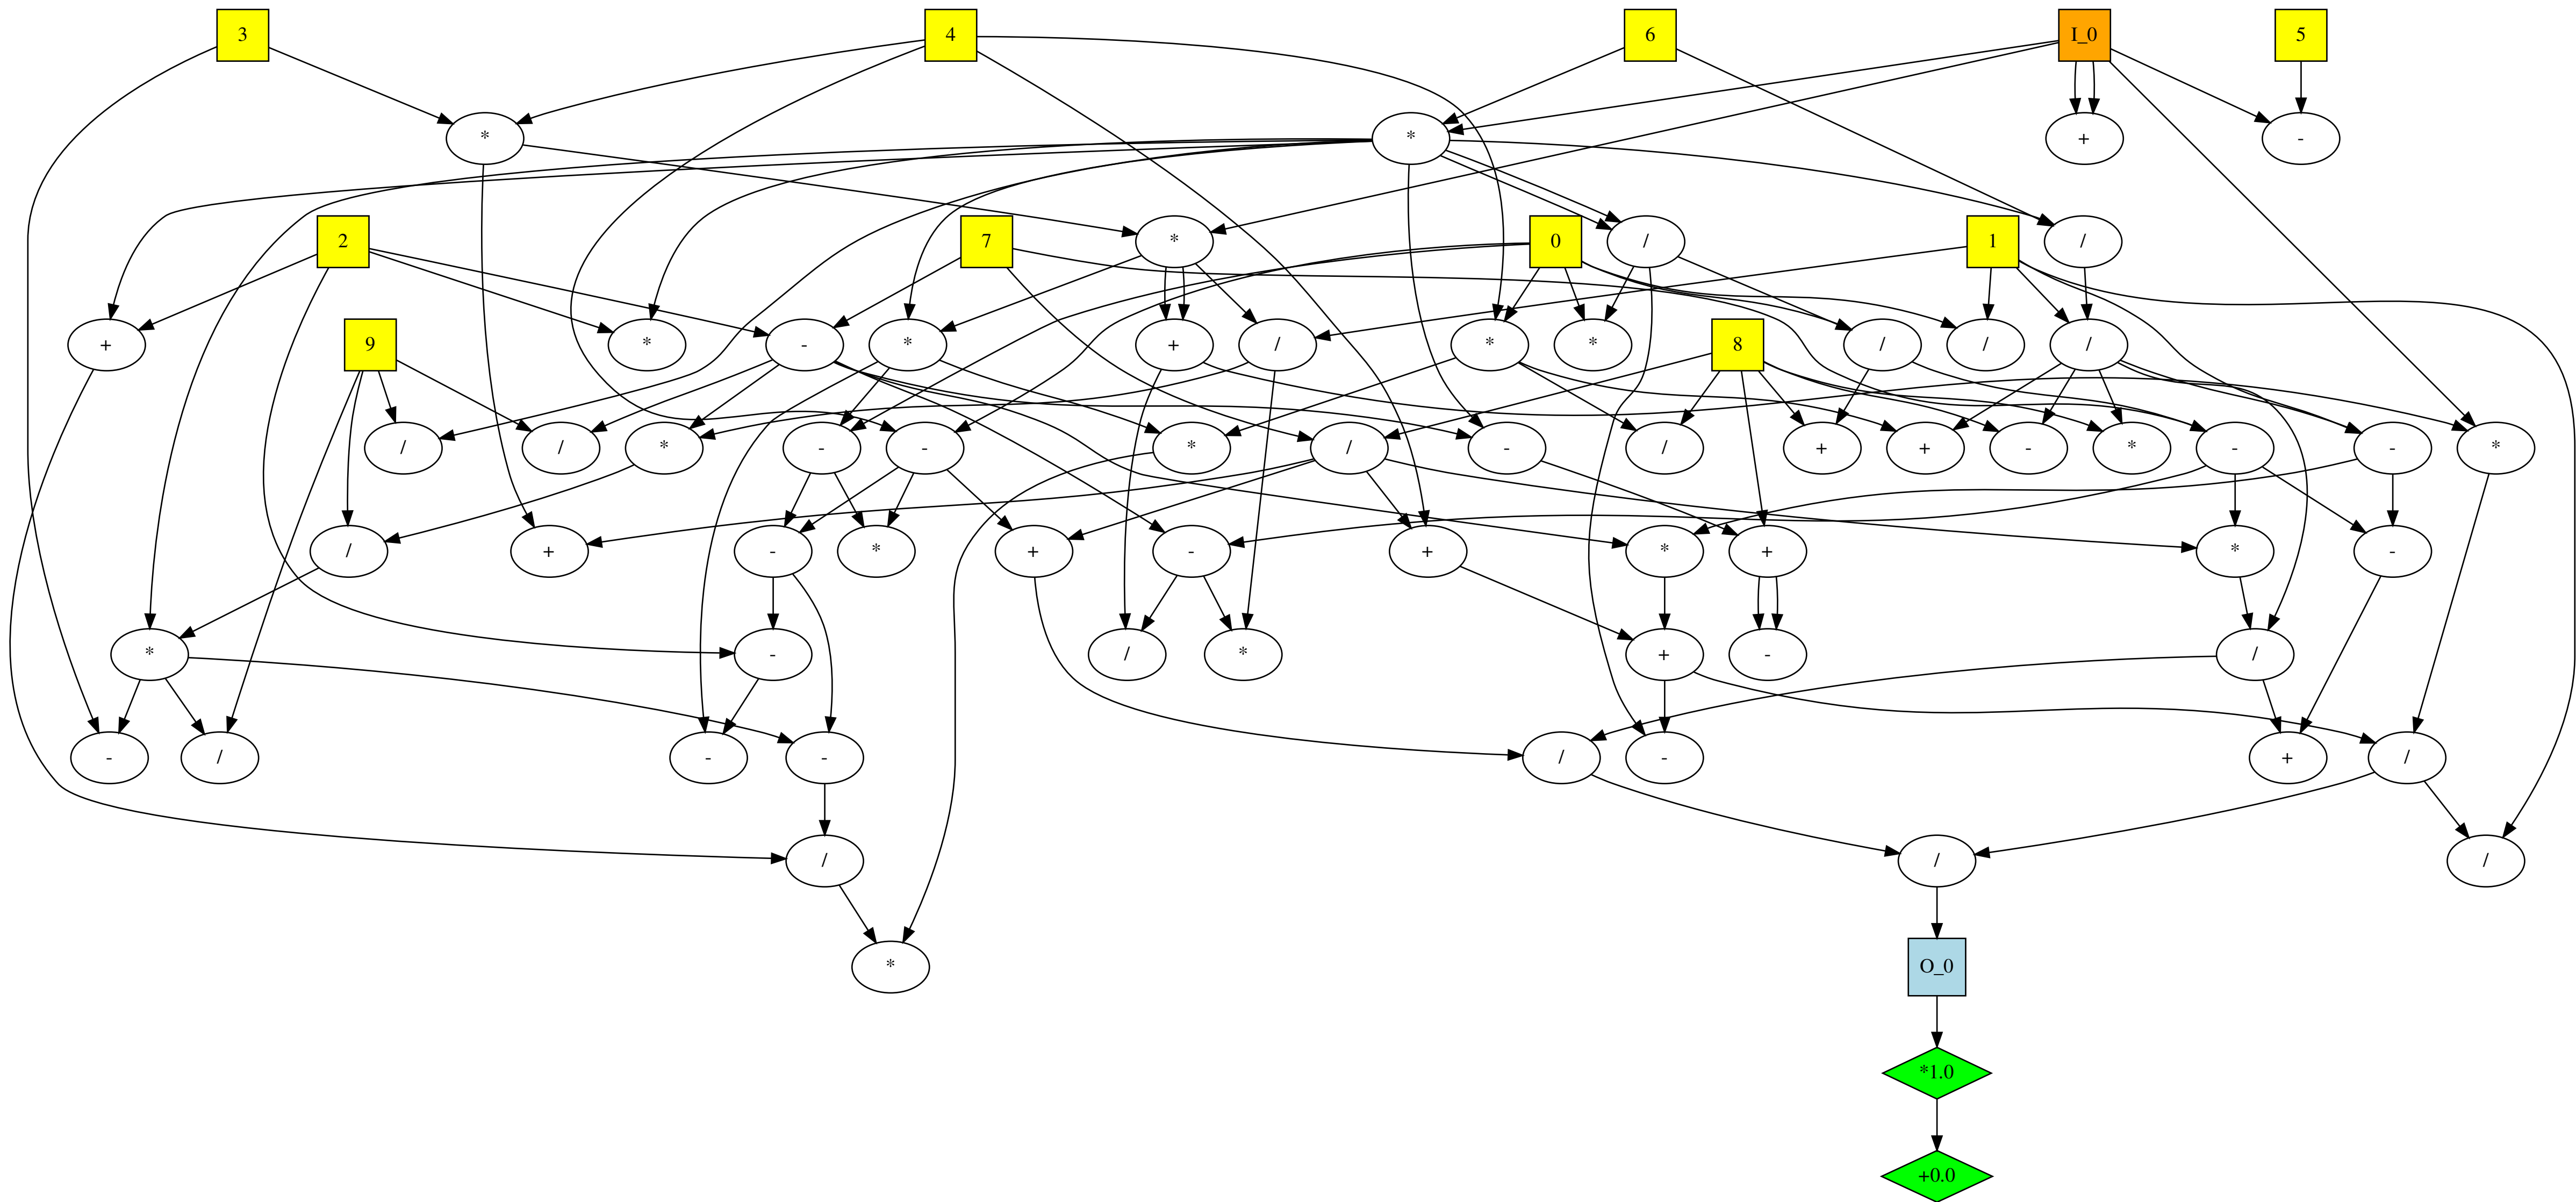 3 4 6 I_0 5
* * + -
2 7 * 0 / 1 /
+ 9 * - * + / * * 8 / / /
/ / * - - * / - / + + - * - - *
/ + - * + - + * + * -
* - / * + - /
- / - - / - + /
/ / /
* O_0
*1.0
+0.0